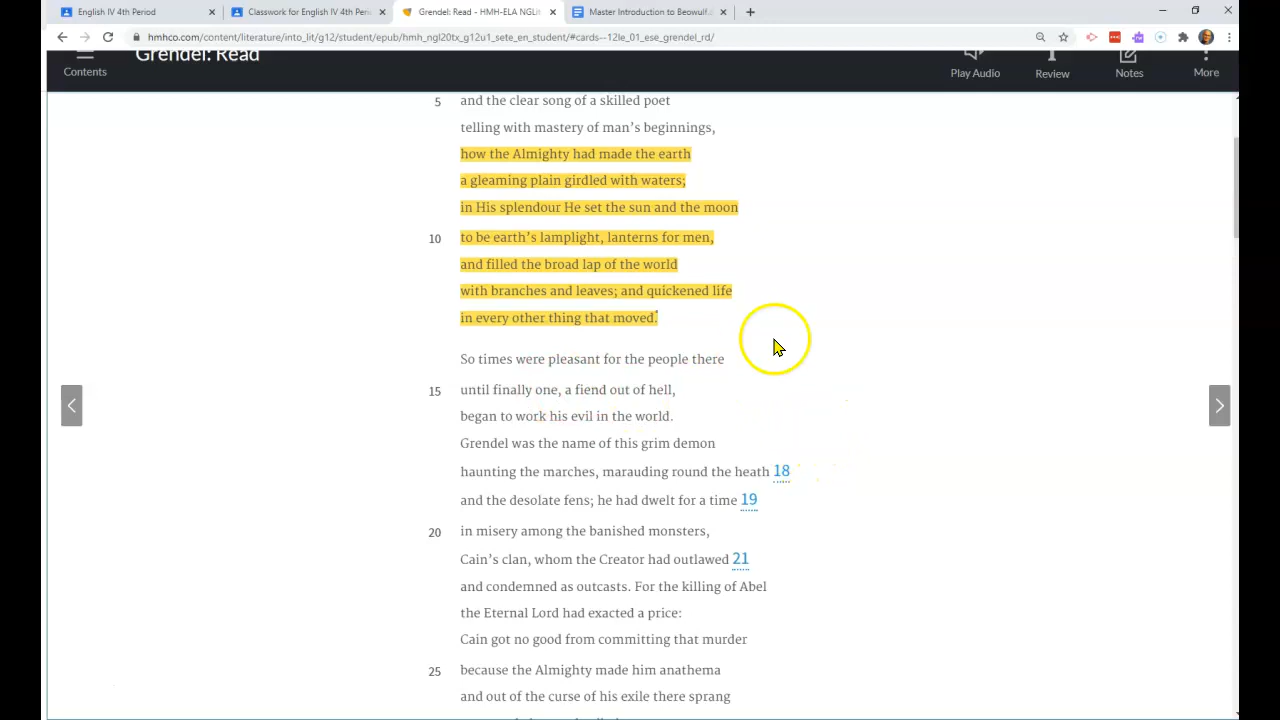 English IV 4th Period
Classwork for English IV 4th Peri
Grendel: Read - HMH-ELA NGLin
Master Introduction to Beowulf.
hmhco.com/content/literature/into_lit/g12/student/epub/hmh_ngl20tx_g12u1_sete_en_student/#cards--12le_01_ese_grendel_rd/
Contents
Grendel: Read
Play Audio
Review
Notes
More
5 and the clear song of a skilled poet
telling with mastery of man's beginnings,
how the Almighty had made the earth
a gleaming plain girdled with waters;
in His splendour He set the sun and the moon
10 to be earth's lamplight, lanterns for men,
and filled the broad lap of the world
with branches and leaves; and quickened life
in every other thing that moved.
So times were pleasant for the people there
15 until finally one, a fiend out of hell,
began to work his evil in the world.
Grendel was the name of this grim demon
haunting the marches, marauding round the heath 18
and the desolate fens; he had dwelt for a time 19
20 in misery among the banished monsters,
Cain's clan, whom the Creator had outlawed 21
and condemned as outcasts. For the killing of Abel
the Eternal Lord had exacted a price:
Cain got no good from committing that murder
25 because the Almighty made him anathema
and out of the curse of his exile there sprang